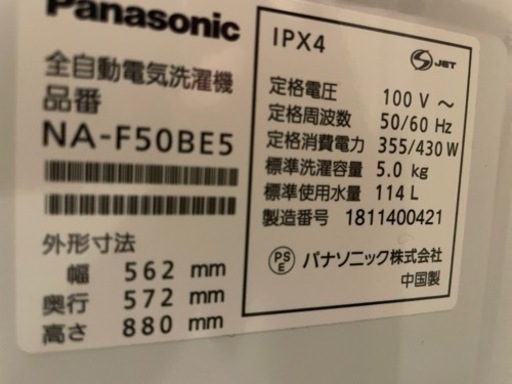 Panasonic
全自動電気洗濯機
品番
NA-F50BE5
外形寸法
幅 562 mm
奥行 572 mm
高さ 880 mm
IPX4
S JET
定格電圧 100 V ～
定格周波数 50/60 Hz
定格消費電力 355/430 W
標準洗濯容量 5.0 kg
標準使用水量 114 L
製造番号 1811400421
PS E パナソニック株式会社
中国製